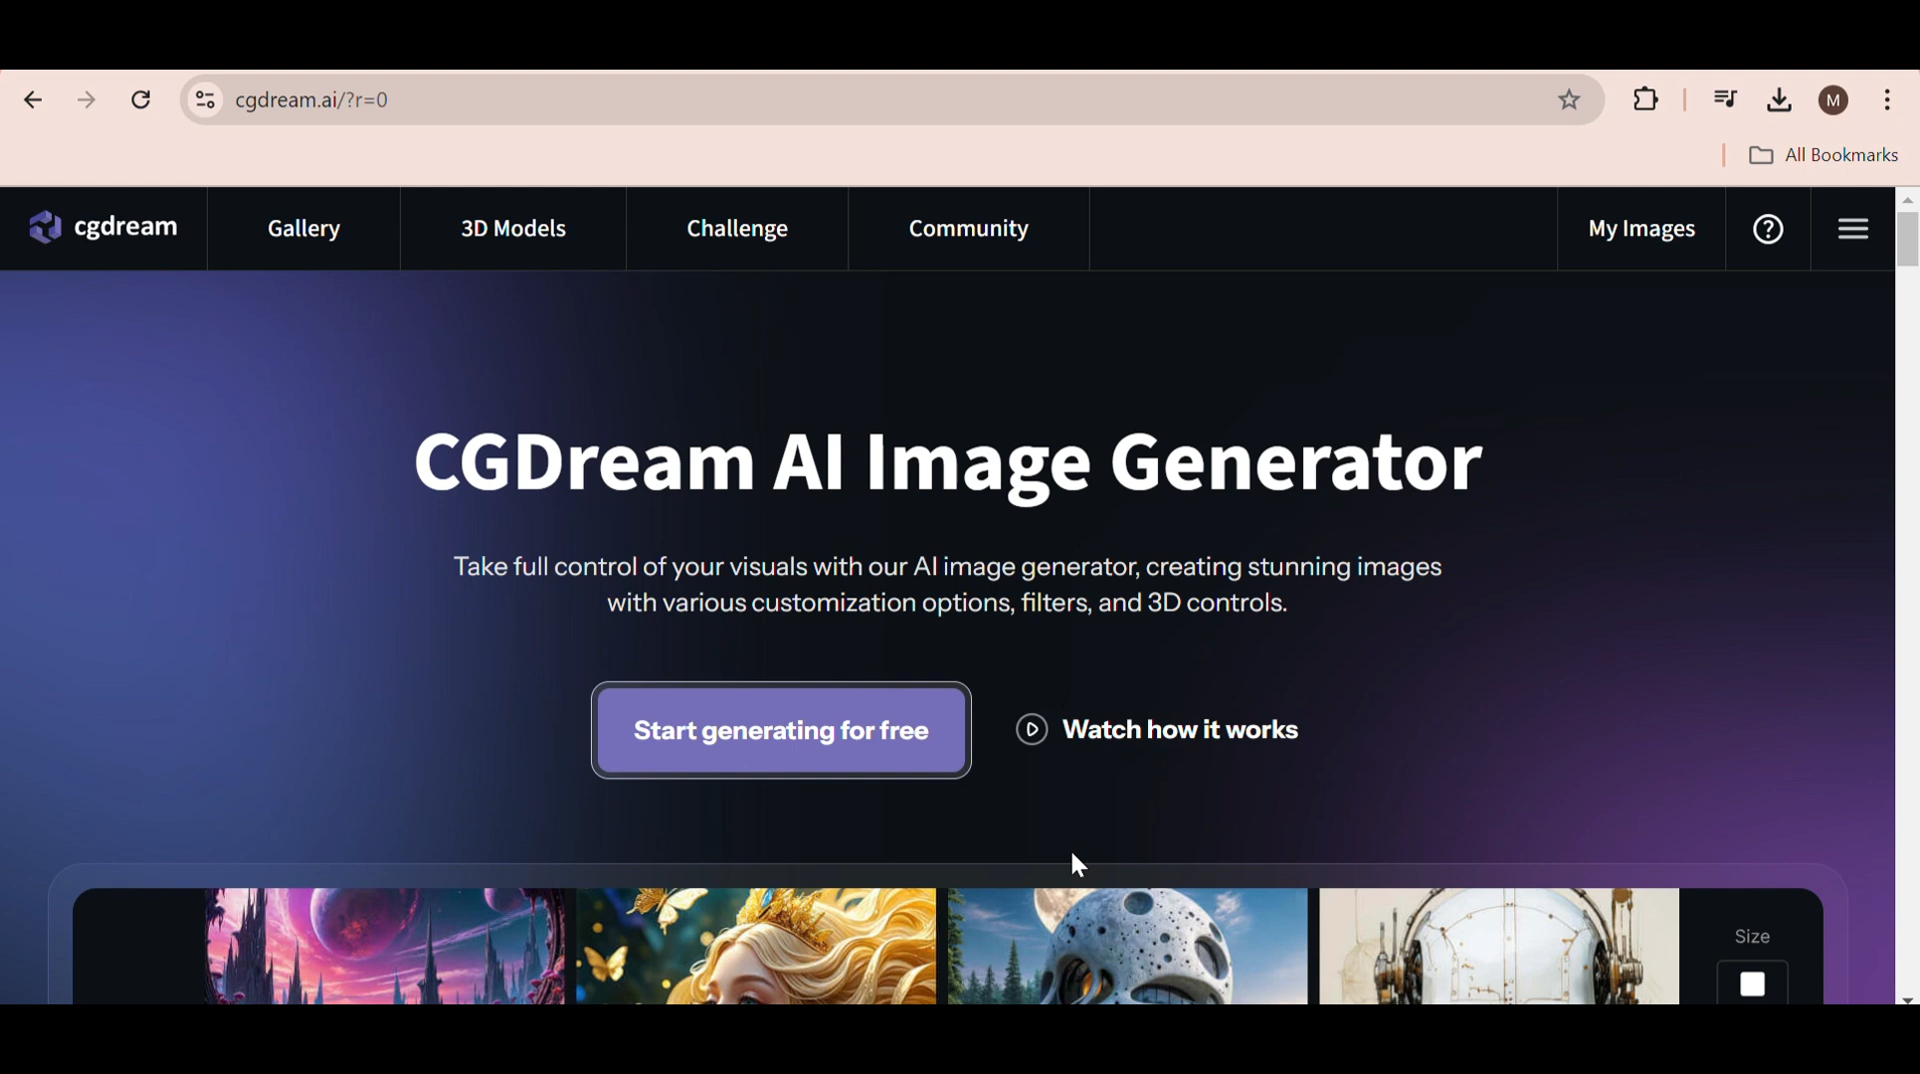 cgdream.ai/?r=0
M
All Bookmarks
cgdream
Gallery
3D Models
Challenge
Community
My Images
CGDream AI Image Generator
Take full control of your visuals with our AI image generator, creating stunning images
with various customization options, filters, and 3D controls.
Start generating for free
Watch how it works
Size